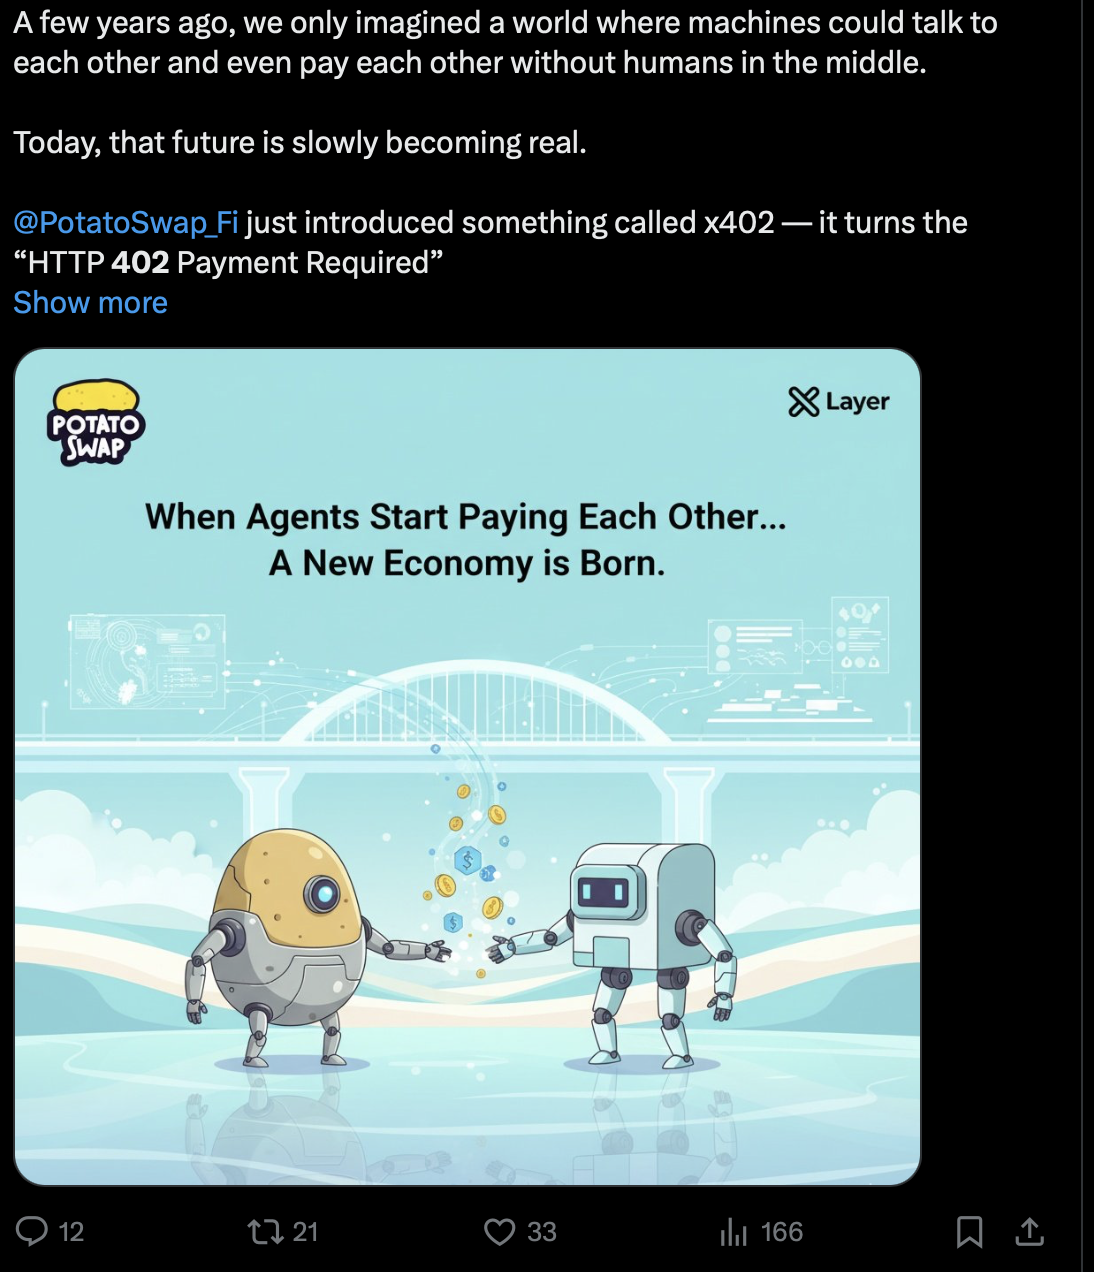 A few years ago, we only imagined a world where machines could talk to
each other and even pay each other without humans in the middle.
Today, that future is slowly becoming real.
@PotatoSwap_Fi just introduced something called x402 — it turns the
“HTTP 402 Payment Required”
Show more
POTATO
SWAP
Layer
When Agents Start Paying Each Other...
A New Economy is Born.
12
21
33
166